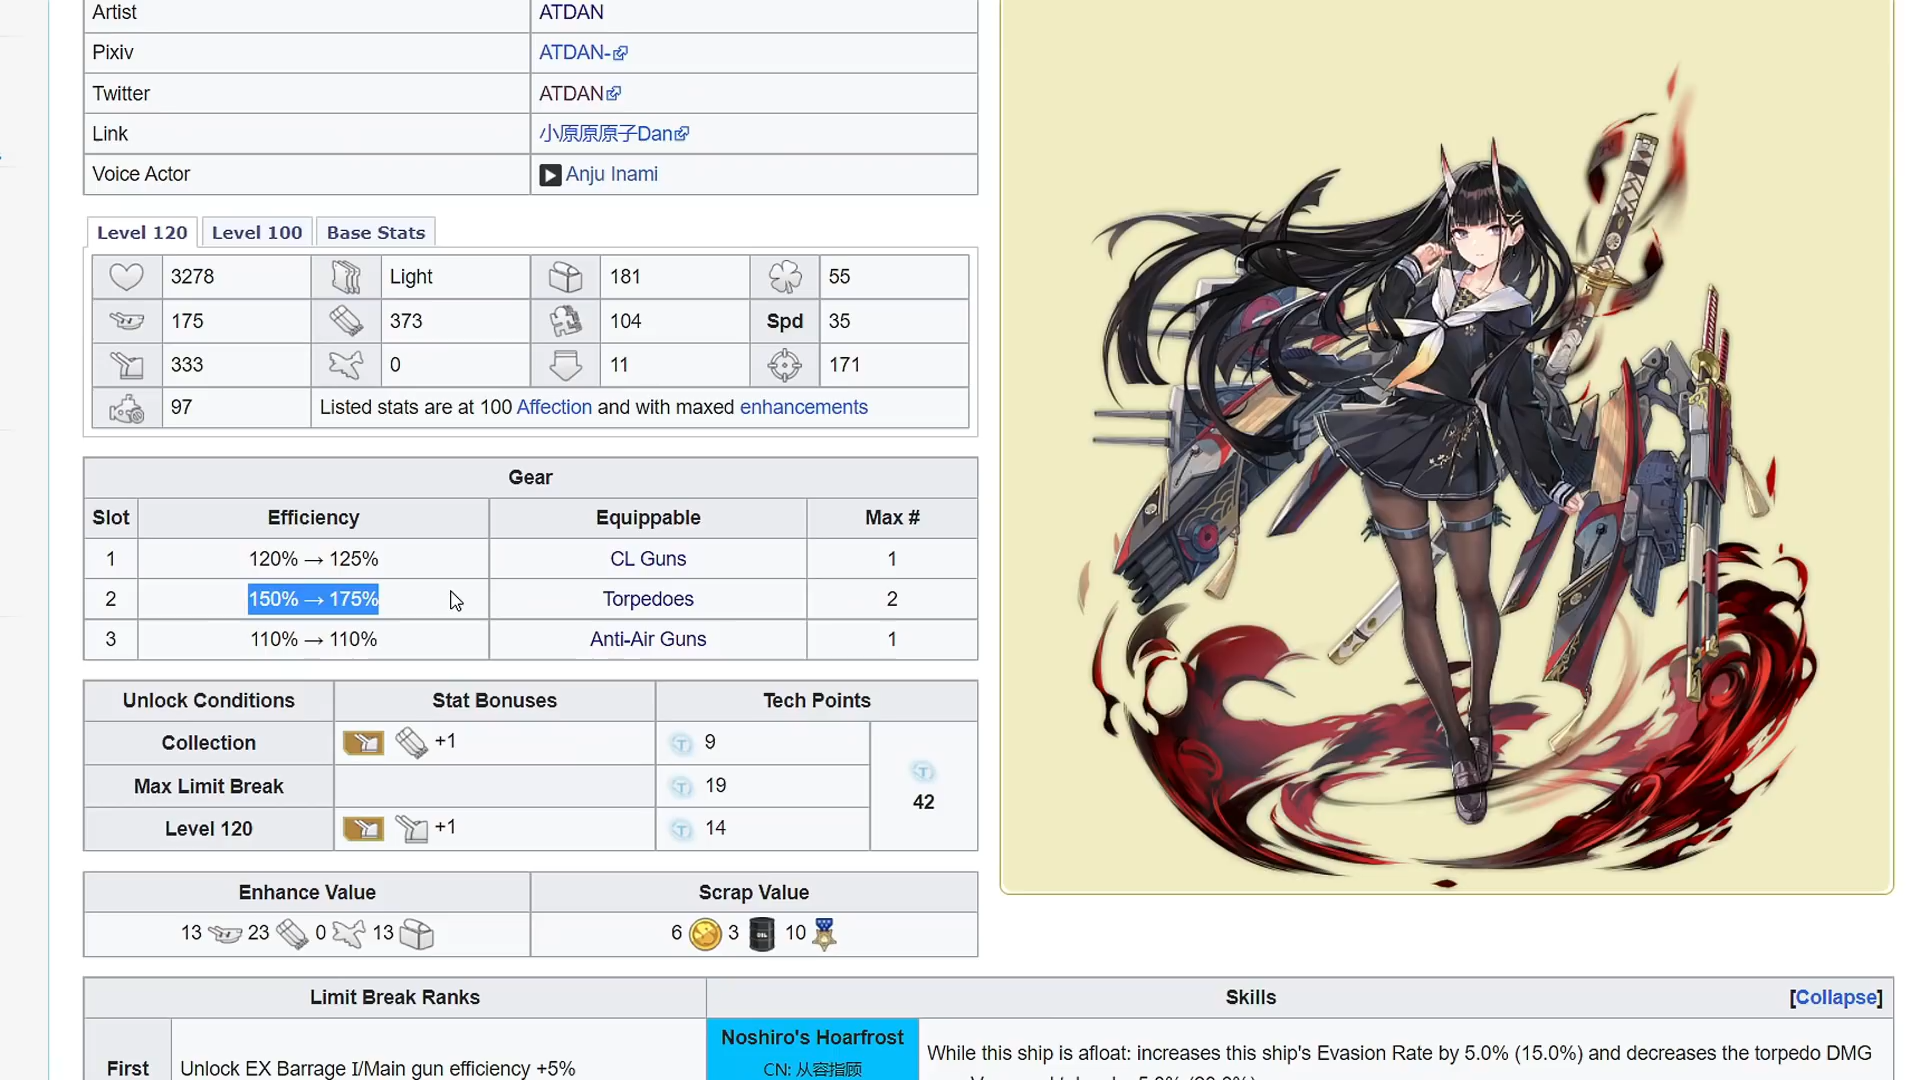 Artist ATDAN
Pixiv ATDAN-
Twitter ATDAN
Link 小原原原子Dan
Voice Actor Anju Inami
Level 120 Level 100 Base Stats
3278 Light 181 55
175 373 104 Spd 35
333 0 11 171
97 Listed stats are at 100 Affection and with maxed enhancements
Gear
Slot Efficiency Equippable Max #
1 120% → 125% CL Guns 1
2 150% → 175% Torpedoes 2
3 110% → 110% Anti-Air Guns 1
Unlock Conditions Stat Bonuses Tech Points
Collection +1 T 9
Max Limit Break T 19
T
42
Level 120 +1 T 14
Enhance Value Scrap Value
13 23 0 13 6 3 OIL 10
Limit Break Ranks Skills [Collapse]
First Unlock EX Barrage I/Main gun efficiency +5%
Noshiro's Hoarfrost
CN: 从容指顾
While this ship is afloat: increases this ship's Evasion Rate by 5.0% (15.0%) and decreases the torpedo DMG